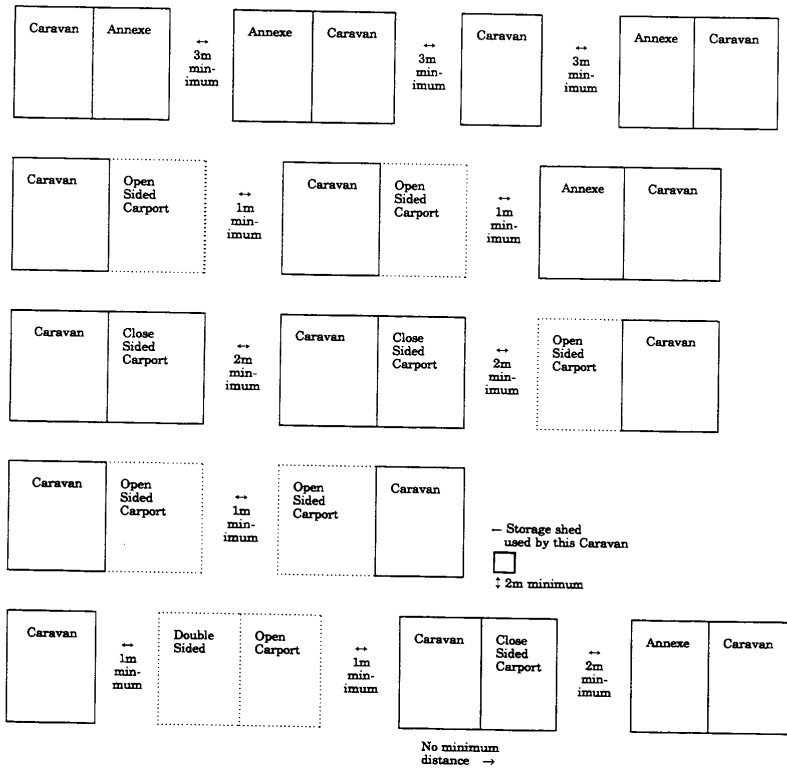 Caravan Annexe ↔ Annexe Caravan ↔ Caravan ↔ Annexe Caravan
3m 3m 3m
min- min- min-
imum imum imum
Caravan Open ↔ Caravan Open ↔ Annexe Caravan
Sided 1m Sided 1m
Carport min- Carport min-
imum imum
Caravan Close ↔ Caravan Close ↔ Open Caravan
Sided 2m Sided 2m Sided
Carport min- Carport min- Carport
imum imum
Caravan Open ↔ Open Caravan
Sided 1m Sided
Carport min- Carport
imum
– Storage shed
used by this Caravan
↕ 2m minimum
Caravan ↔ Double Open ↔ Caravan Close ↔ Annexe Caravan
1m Sided Carport 1m Sided 2m
min- min- Carport min-
mum imum imum
No minimum
distance →